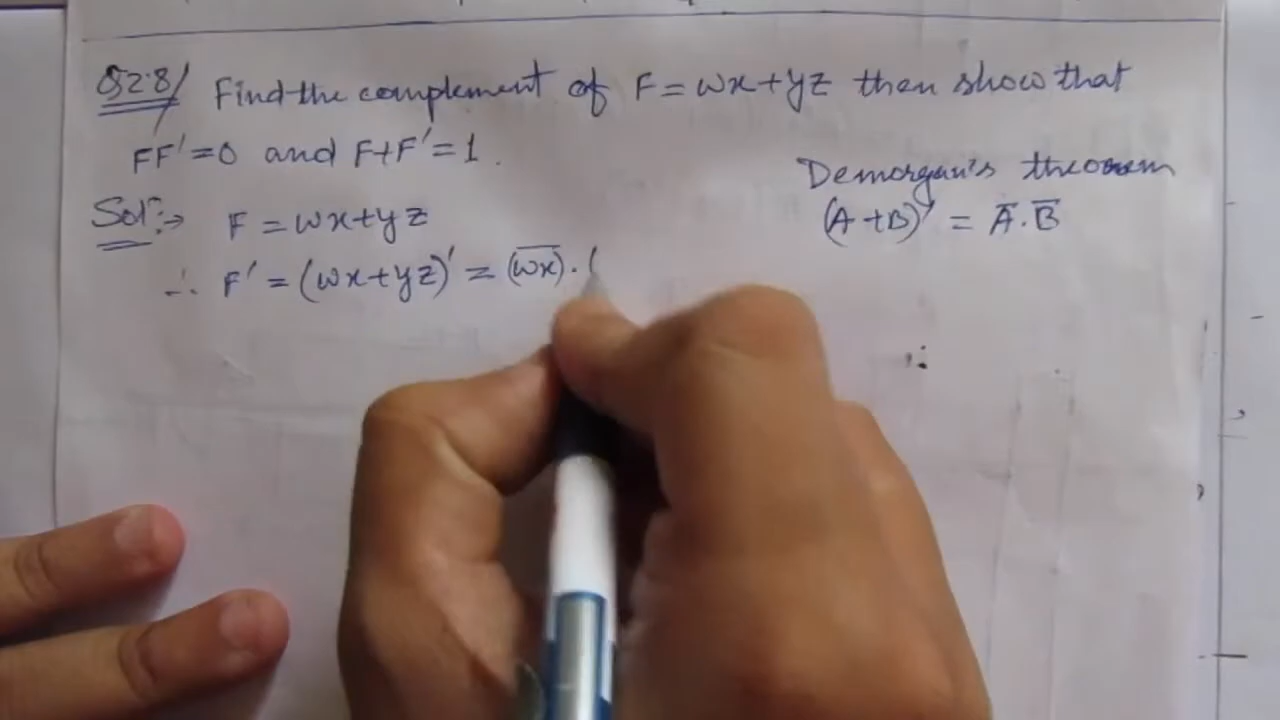 Q2.8/ Find the complement of F = wx+yz then show that
FF' = 0 and F+F' = 1.
Demorgan's theorem
Sol:→ F = wx+yz
(A+B)' = A̅.B̅
∴ F' = (wx+yz)' = (w̅x̅).(